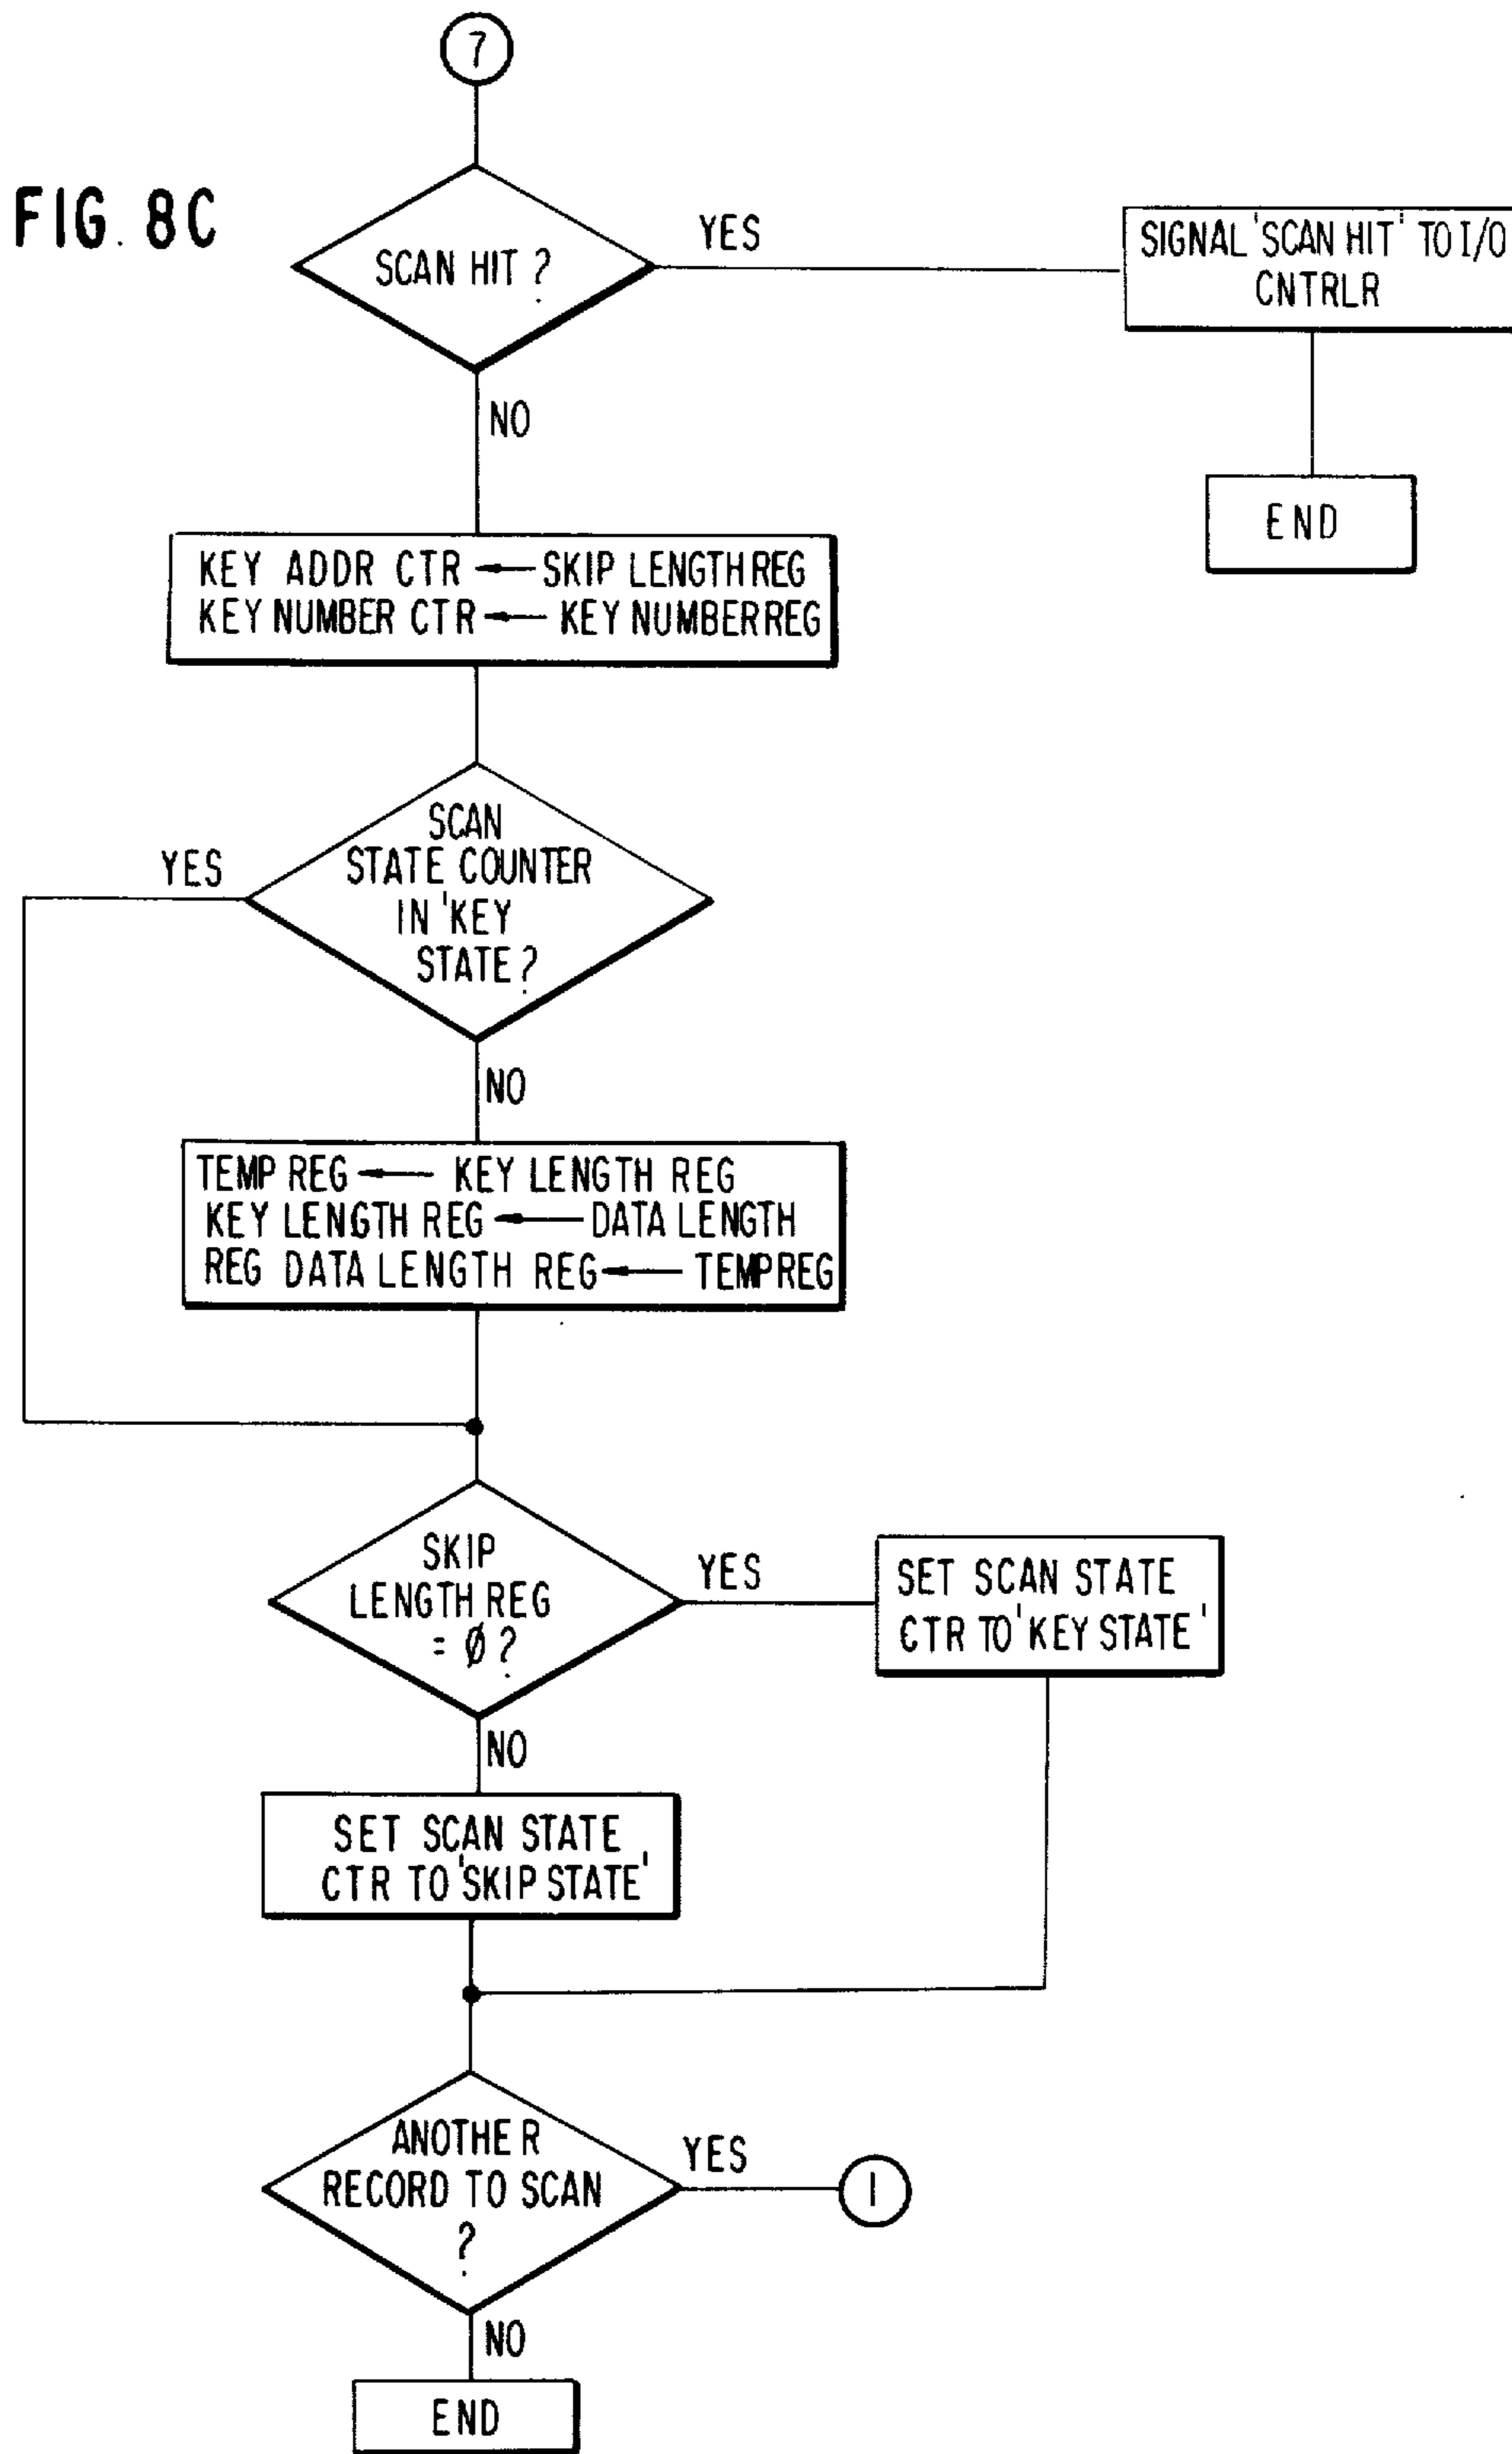 7
FIG. 8C
SCAN HIT ?
YES
SIGNAL 'SCAN HIT' TO I/O
CNTRLR
NO
END
KEY ADDR CTR ← SKIP LENGTH REG
KEY NUMBER CTR ← KEY NUMBER REG
SCAN
STATE COUNTER
IN 'KEY
STATE ?
YES
NO
TEMP REG ← KEY LENGTH REG
KEY LENGTH REG ← DATA LENGTH
REG DATA LENGTH REG ← TEMP REG
SKIP
LENGTH REG
= Ø ?
YES
SET SCAN STATE
CTR TO 'KEY STATE'
NO
SET SCAN STATE
CTR TO 'SKIP STATE'
ANOTHER
RECORD TO SCAN
?
YES
1
NO
END